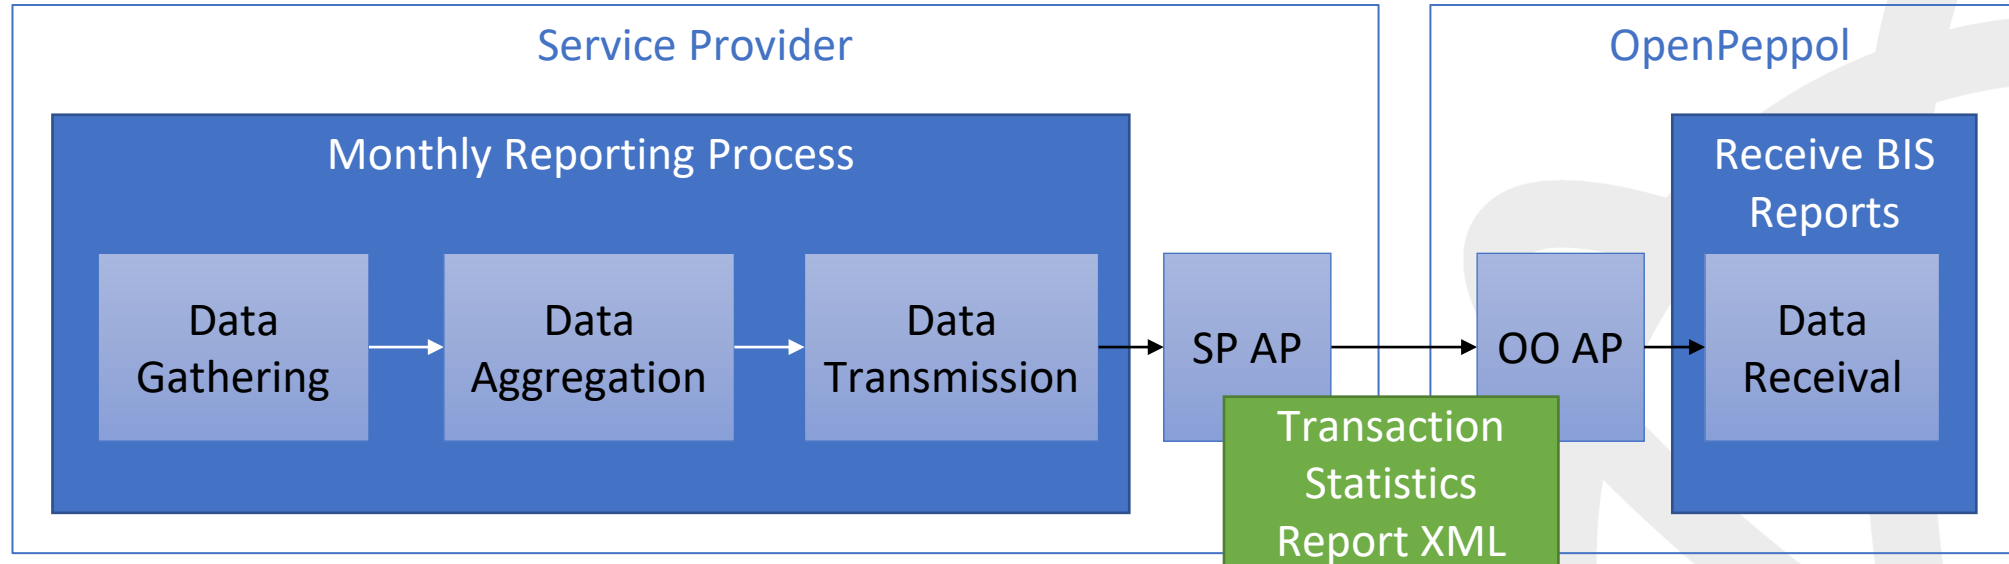 Service Provider
OpenPeppol
Monthly Reporting Process
Receive BIS
Reports
Data
Gathering
Data
Aggregation
Data
Transmission
SP AP
OO AP
Data
Receival
Transaction
Statistics
Report XML